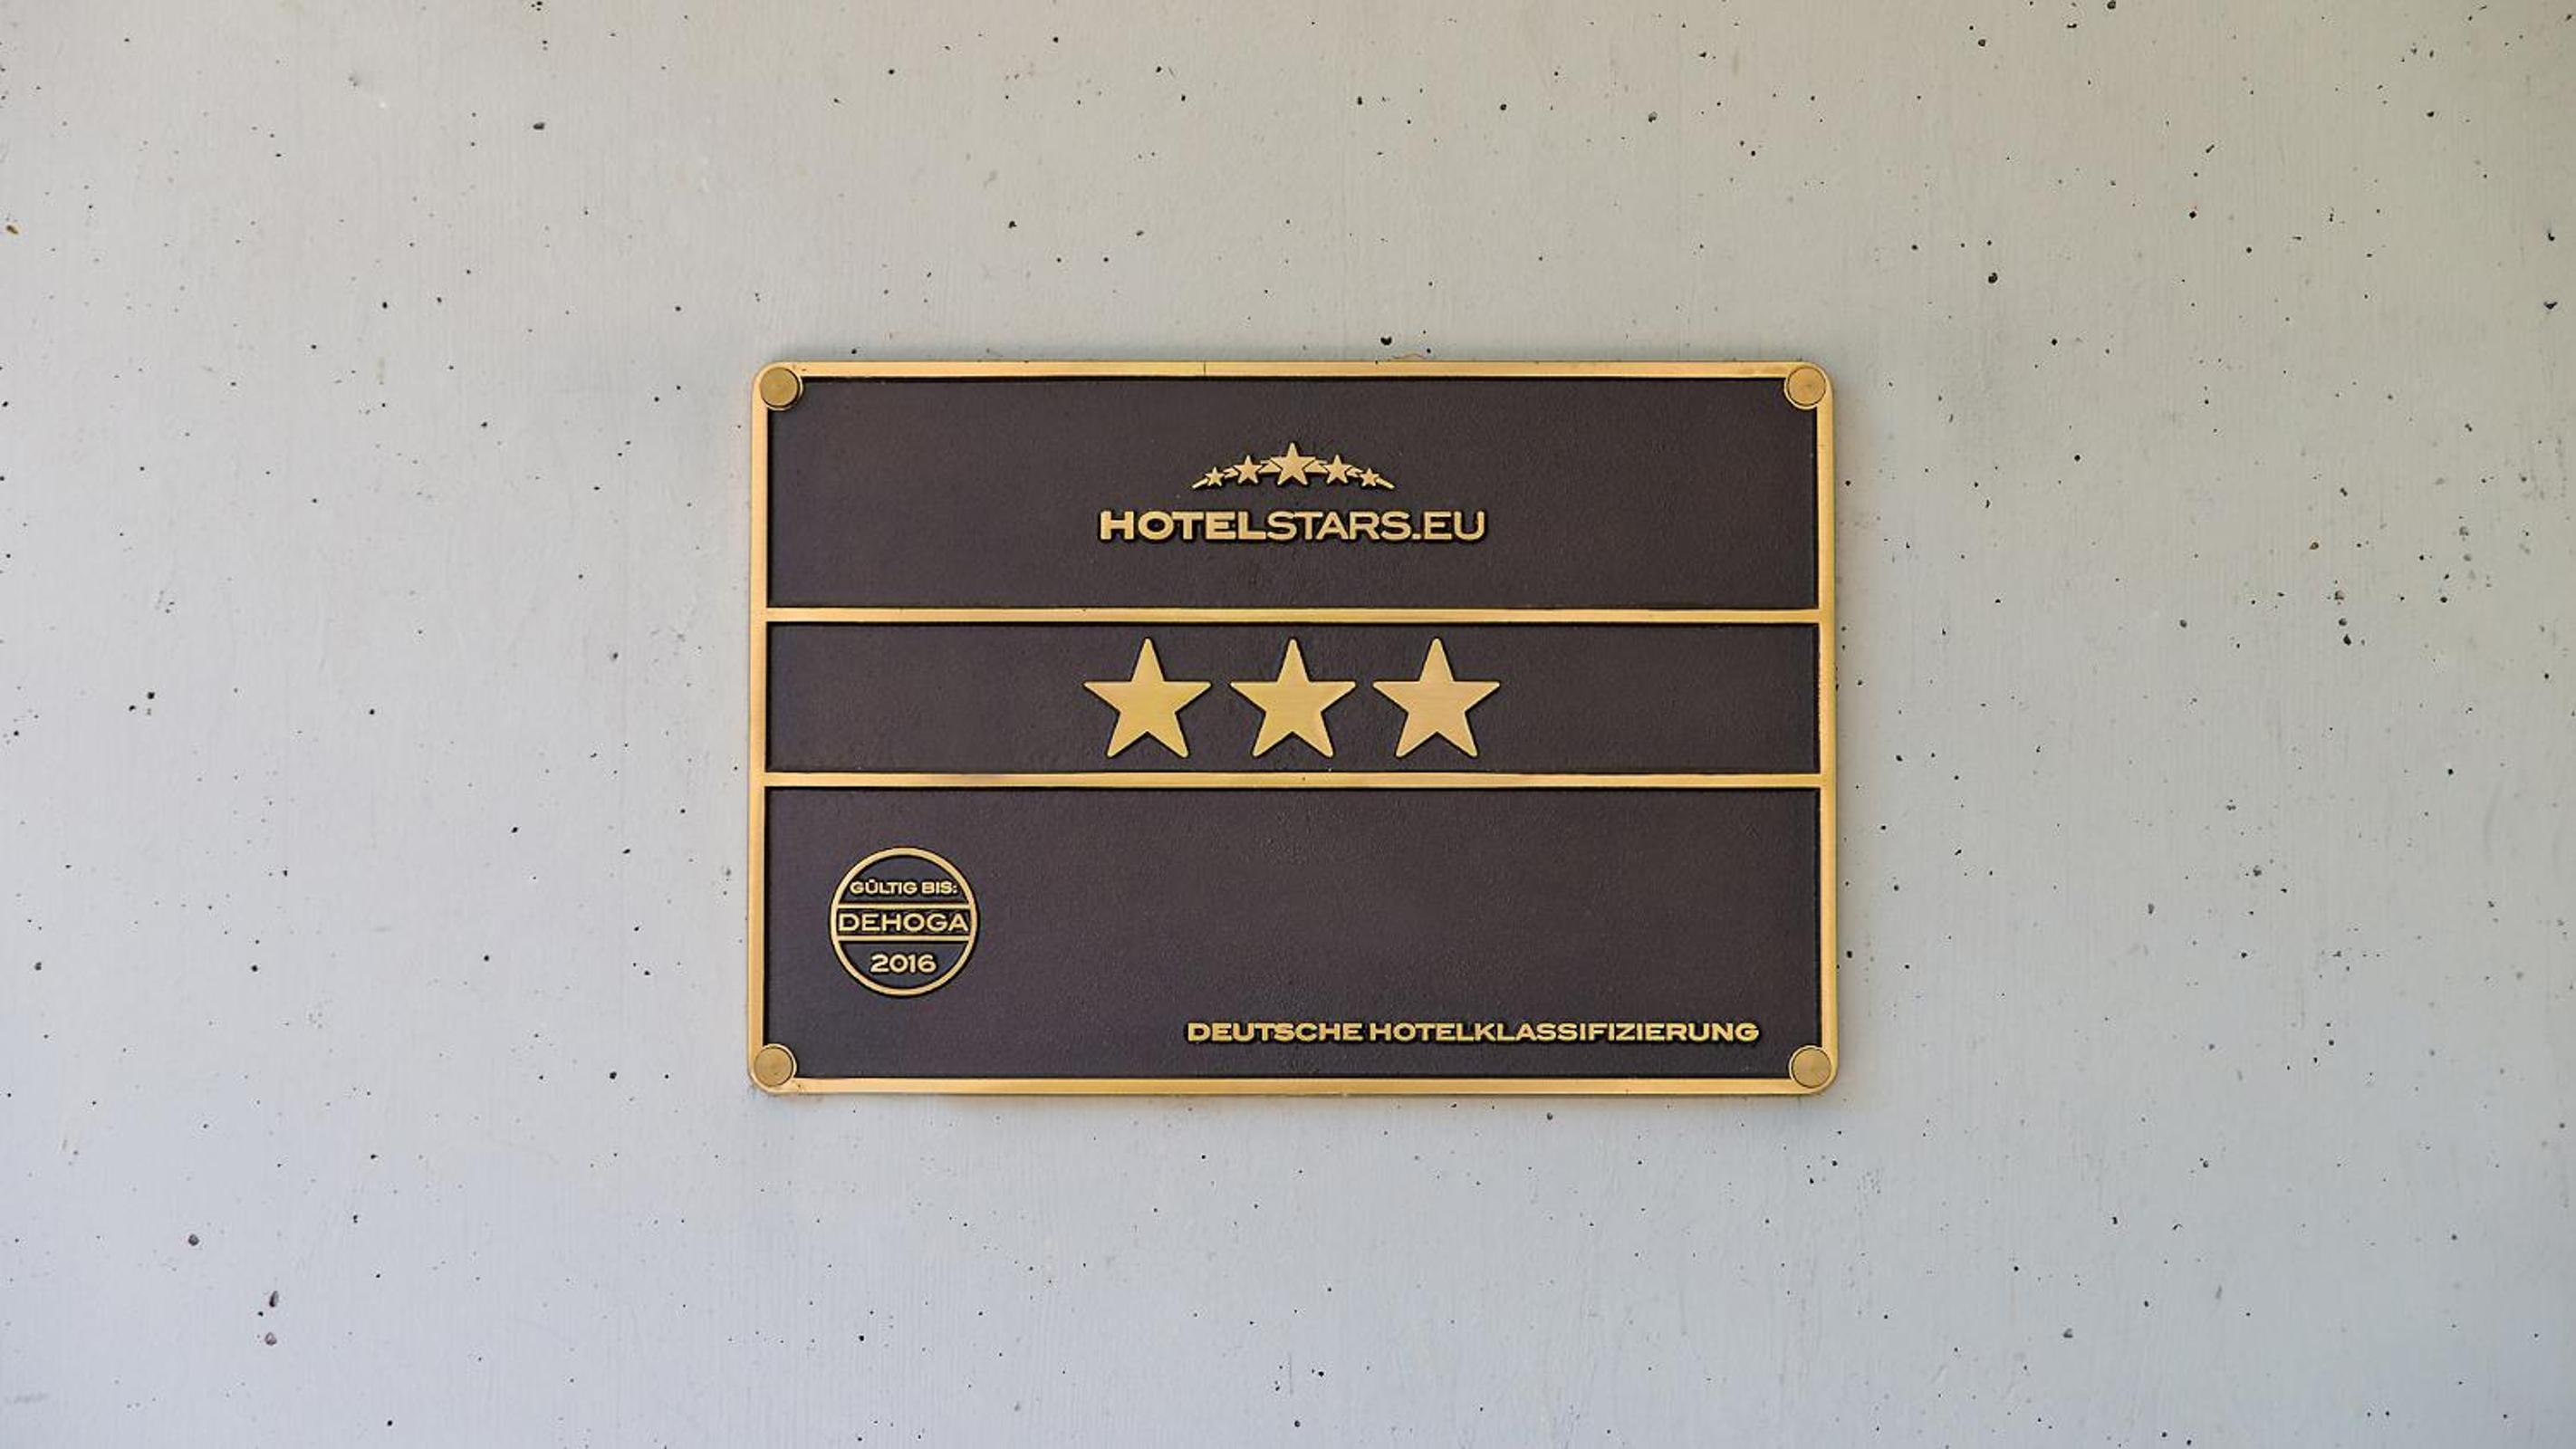 HOTELSTARS.EU
GÜLTIG BIS:
DEHOGA
2016
DEUTSCHE HOTELKLASSIFIZIERUNG